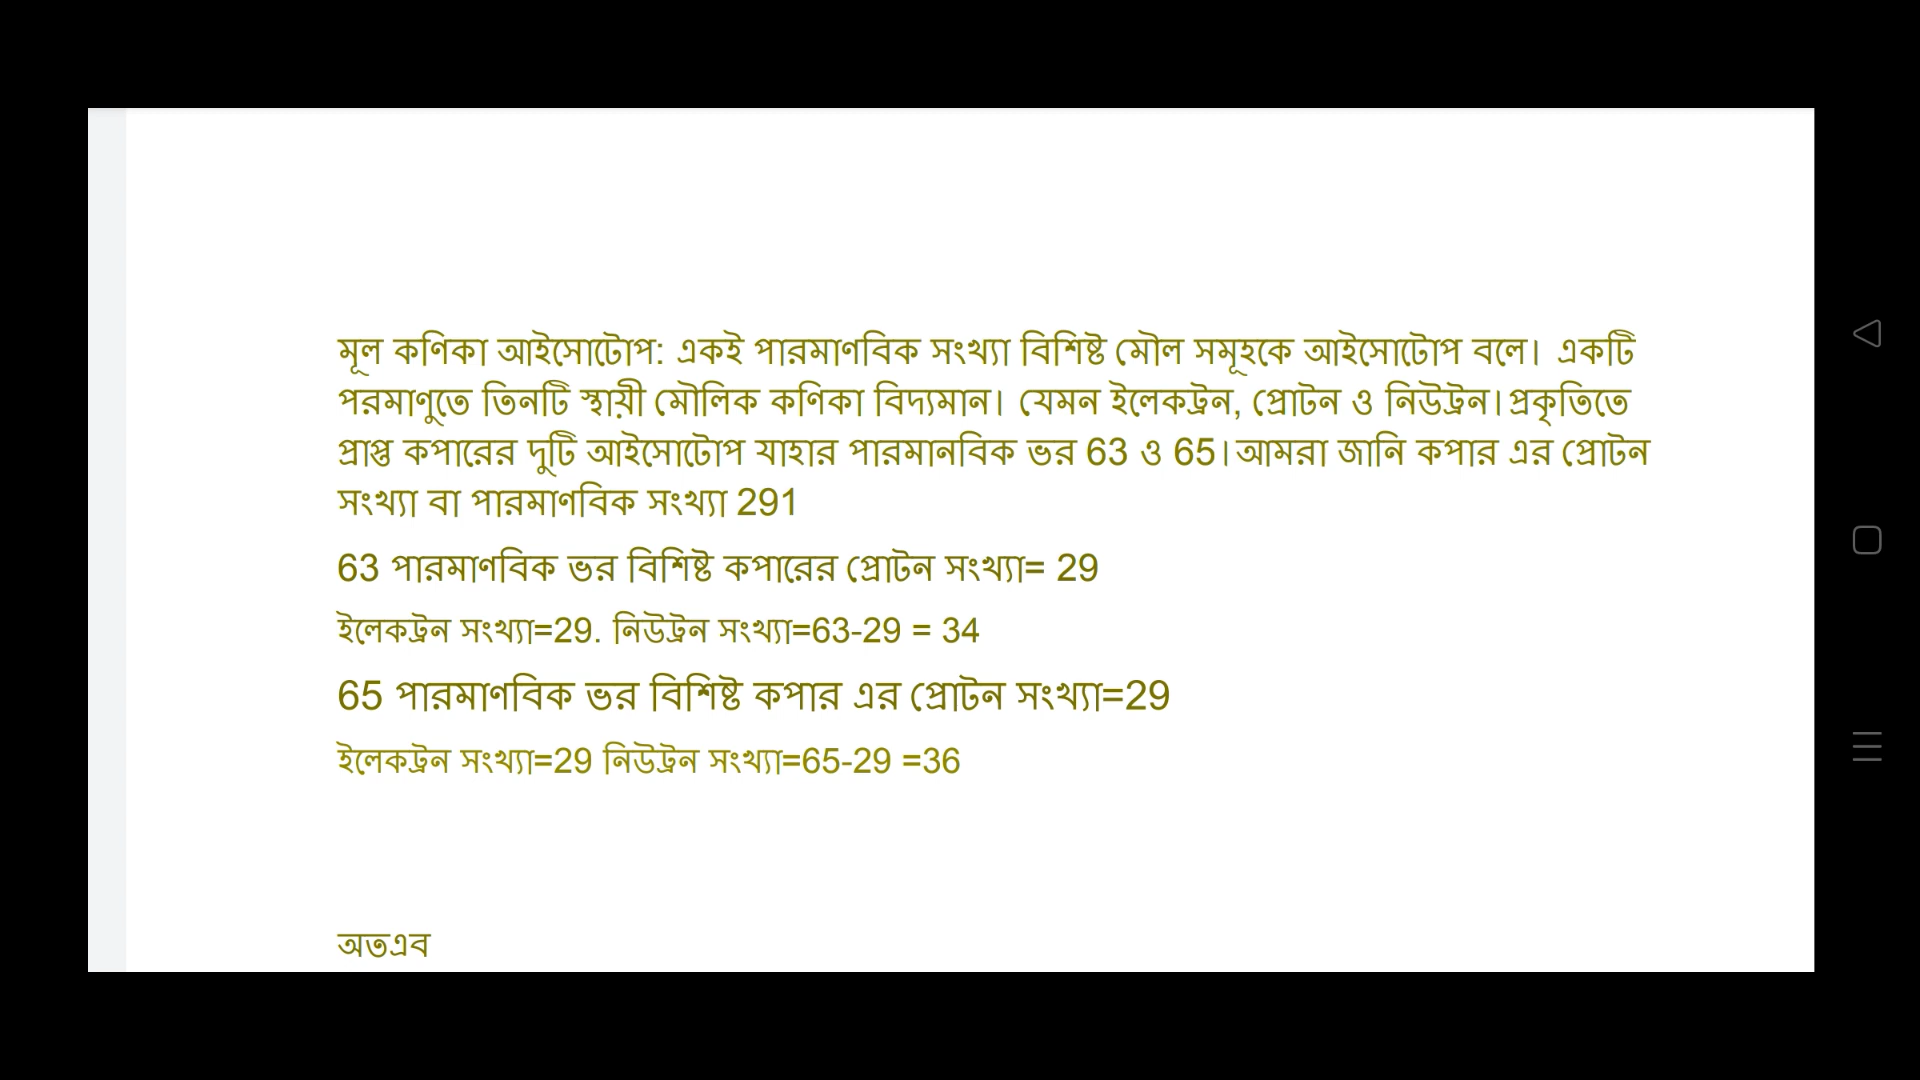 মূল কণিকা আইসোটোপ: একই পারমাণবিক সংখ্যা বিশিষ্ট মৌল সমূহকে আইসোটোপ বলে। একটি
পরমাণুতে তিনটি স্থায়ী মৌলিক কণিকা বিদ্যমান। যেমন ইলেকট্রন, প্রোটন ও নিউট্রন। প্রকৃতিতে
প্রাপ্ত কপারের দুটি আইসোটোপ যাহার পারমানবিক ভর 63 ও 65। আমরা জানি কপার এর প্রোটন
সংখ্যা বা পারমাণবিক সংখ্যা 291
63 পারমাণবিক ভর বিশিষ্ট কপারের প্রোটন সংখ্যা= 29
ইলেকট্রন সংখ্যা=29. নিউট্রন সংখ্যা=63-29 = 34
65 পারমাণবিক ভর বিশিষ্ট কপার এর প্রোটন সংখ্যা=29
ইলেকট্রন সংখ্যা=29 নিউট্রন সংখ্যা=65-29 =36
অতএব